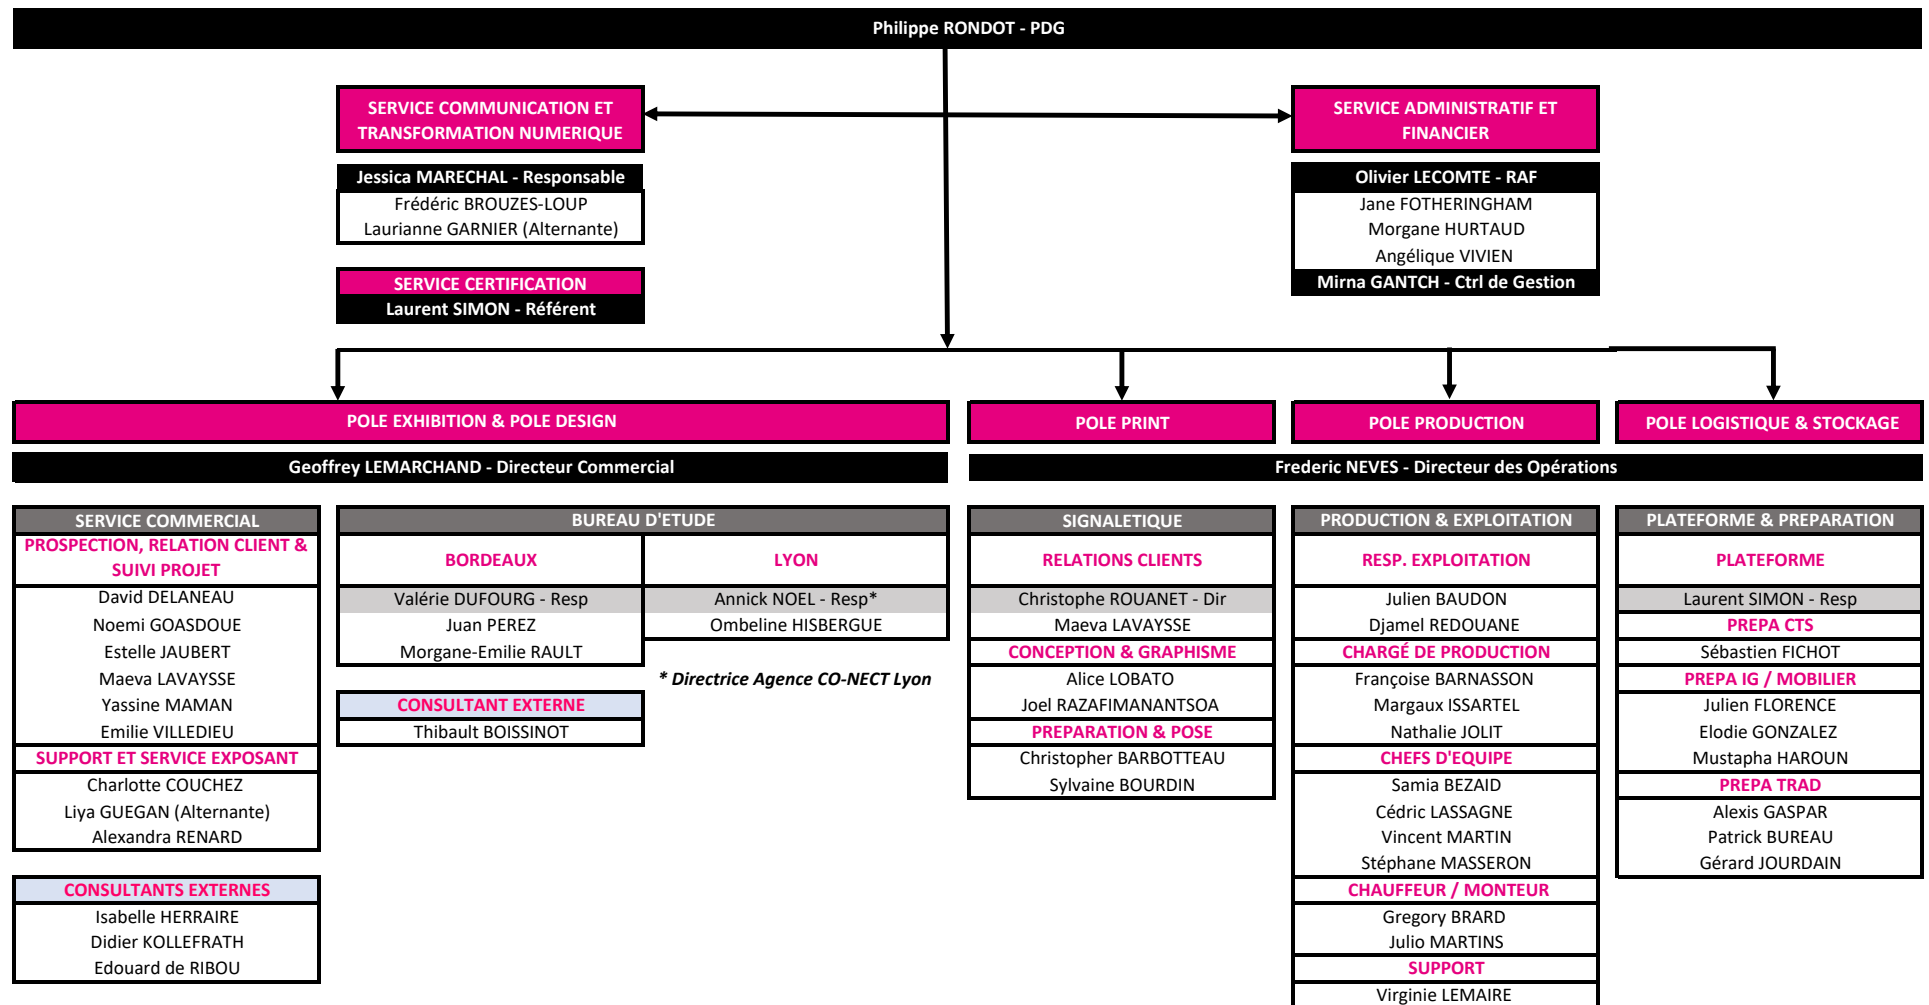 Philippe RONDOT - PDG
SERVICE COMMUNICATION ET
TRANSFORMATION NUMERIQUE
Jessica MARECHAL - Responsable
Frédéric BROUZES-LOUP
Laurianne GARNIER (Alternante)
SERVICE CERTIFICATION
Laurent SIMON - Référent
SERVICE ADMINISTRATIF ET
FINANCIER
Olivier LECOMTE - RAF
Jane FOTHERINGHAM
Morgane HURTAUD
Angélique VIVIEN
Mirna GANTCH - Ctrl de Gestion
POLE EXHIBITION & POLE DESIGN
POLE PRINT
POLE PRODUCTION
POLE LOGISTIQUE & STOCKAGE
Geoffrey LEMARCHAND - Directeur Commercial
Frederic NEVES - Directeur des Opérations
SERVICE COMMERCIAL
PROSPECTION, RELATION CLIENT &
SUIVI PROJET
David DELANEAU
Noemi GOASDOUE
Estelle JAUBERT
Maeva LAVAYSSE
Yassine MAMAN
Emilie VILLEDIEU
SUPPORT ET SERVICE EXPOSANT
Charlotte COUCHEZ
Liya GUEGAN (Alternante)
Alexandra RENARD
CONSULTANTS EXTERNES
Isabelle HERRAIRE
Didier KOLLEFRATH
Edouard de RIBOU
BUREAU D'ETUDE
BORDEAUX
Valérie DUFOURG - Resp
Juan PEREZ
Morgane-Emilie RAULT
CONSULTANT EXTERNE
Thibault BOISSINOT
LYON
Annick NOEL - Resp*
Ombeline HISBERGUE
* Directrice Agence CO-NECT Lyon
SIGNALETIQUE
RELATIONS CLIENTS
Christophe ROUANET - Dir
Maeva LAVAYSSE
CONCEPTION & GRAPHISME
Alice LOBATO
Joel RAZAFIMANANTSOA
PREPARATION & POSE
Christopher BARBOTTEAU
Sylvaine BOURDIN
PRODUCTION & EXPLOITATION
RESP. EXPLOITATION
Julien BAUDON
Djamel REDOUANE
CHARGÉ DE PRODUCTION
Françoise BARNASSON
Margaux ISSARTEL
Nathalie JOLIT
CHEFS D'EQUIPE
Samia BEZAID
Cédric LASSAGNE
Vincent MARTIN
Stéphane MASSERON
CHAUFFEUR / MONTEUR
Gregory BRARD
Julio MARTINS
SUPPORT
Virginie LEMAIRE
PLATEFORME & PREPARATION
PLATEFORME
Laurent SIMON - Resp
PREPA CTS
Sébastien FICHOT
PREPA IG / MOBILIER
Julien FLORENCE
Elodie GONZALEZ
Mustapha HAROUN
PREPA TRAD
Alexis GASPAR
Patrick BUREAU
Gérard JOURDAIN